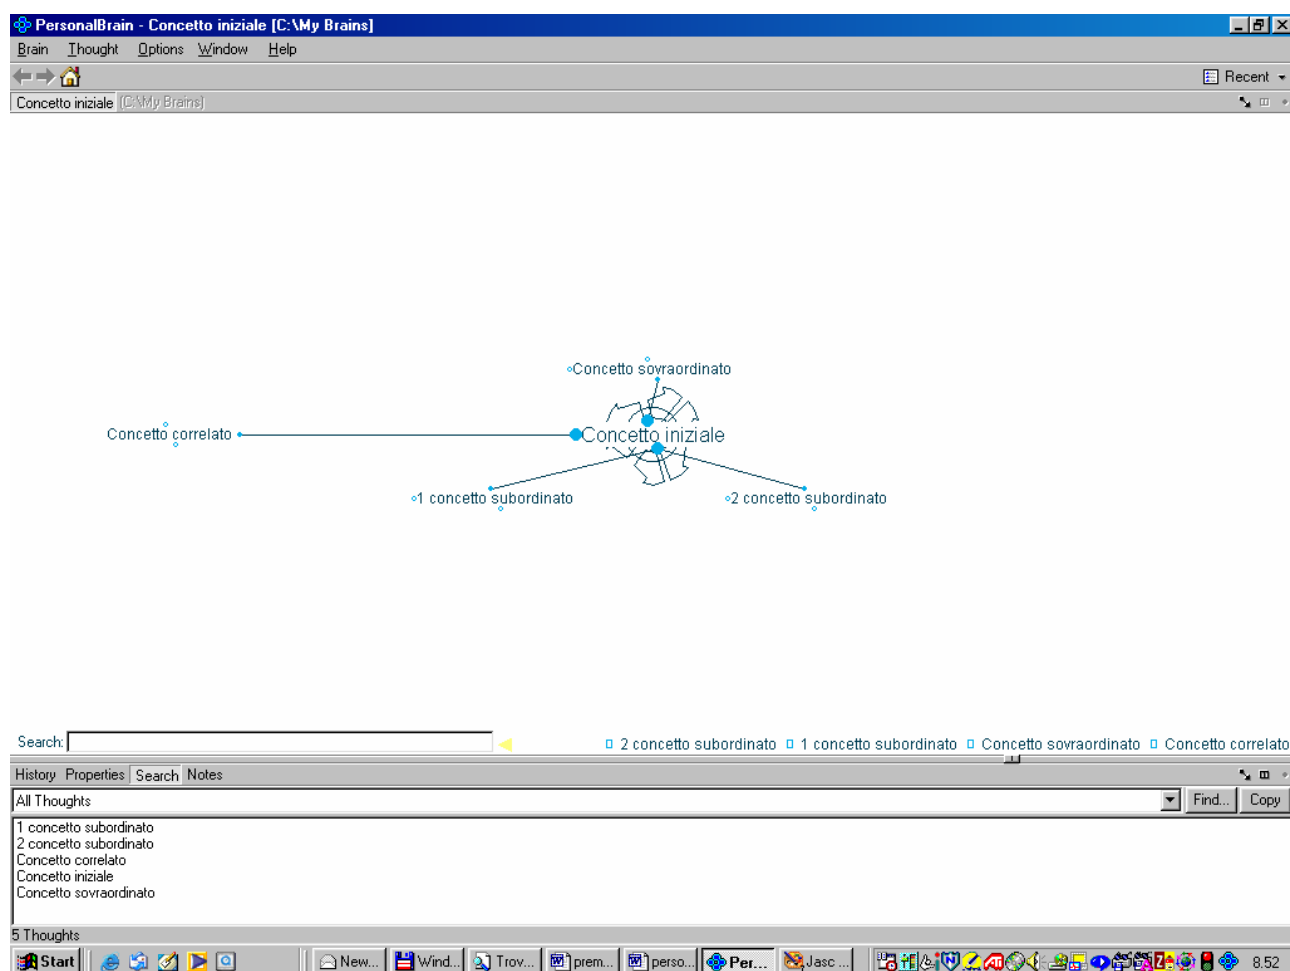 PersonalBrain - Concetto iniziale [C:\My Brains]
Brain Thought Options Window Help
Recent
Concetto iniziale [C:\My Brains]
Concetto sovraordinato
Concetto correlato
Concetto iniziale
1 concetto subordinato
2 concetto subordinato
Search:
2 concetto subordinato 1 concetto subordinato Concetto sovraordinato Concetto correlato
History Properties Search Notes
All Thoughts Find... Copy
1 concetto subordinato
2 concetto subordinato
Concetto correlato
Concetto iniziale
Concetto sovraordinato
5 Thoughts
Start New... Wind... Trov... prem... perso... Per... Jasc ... 8.52